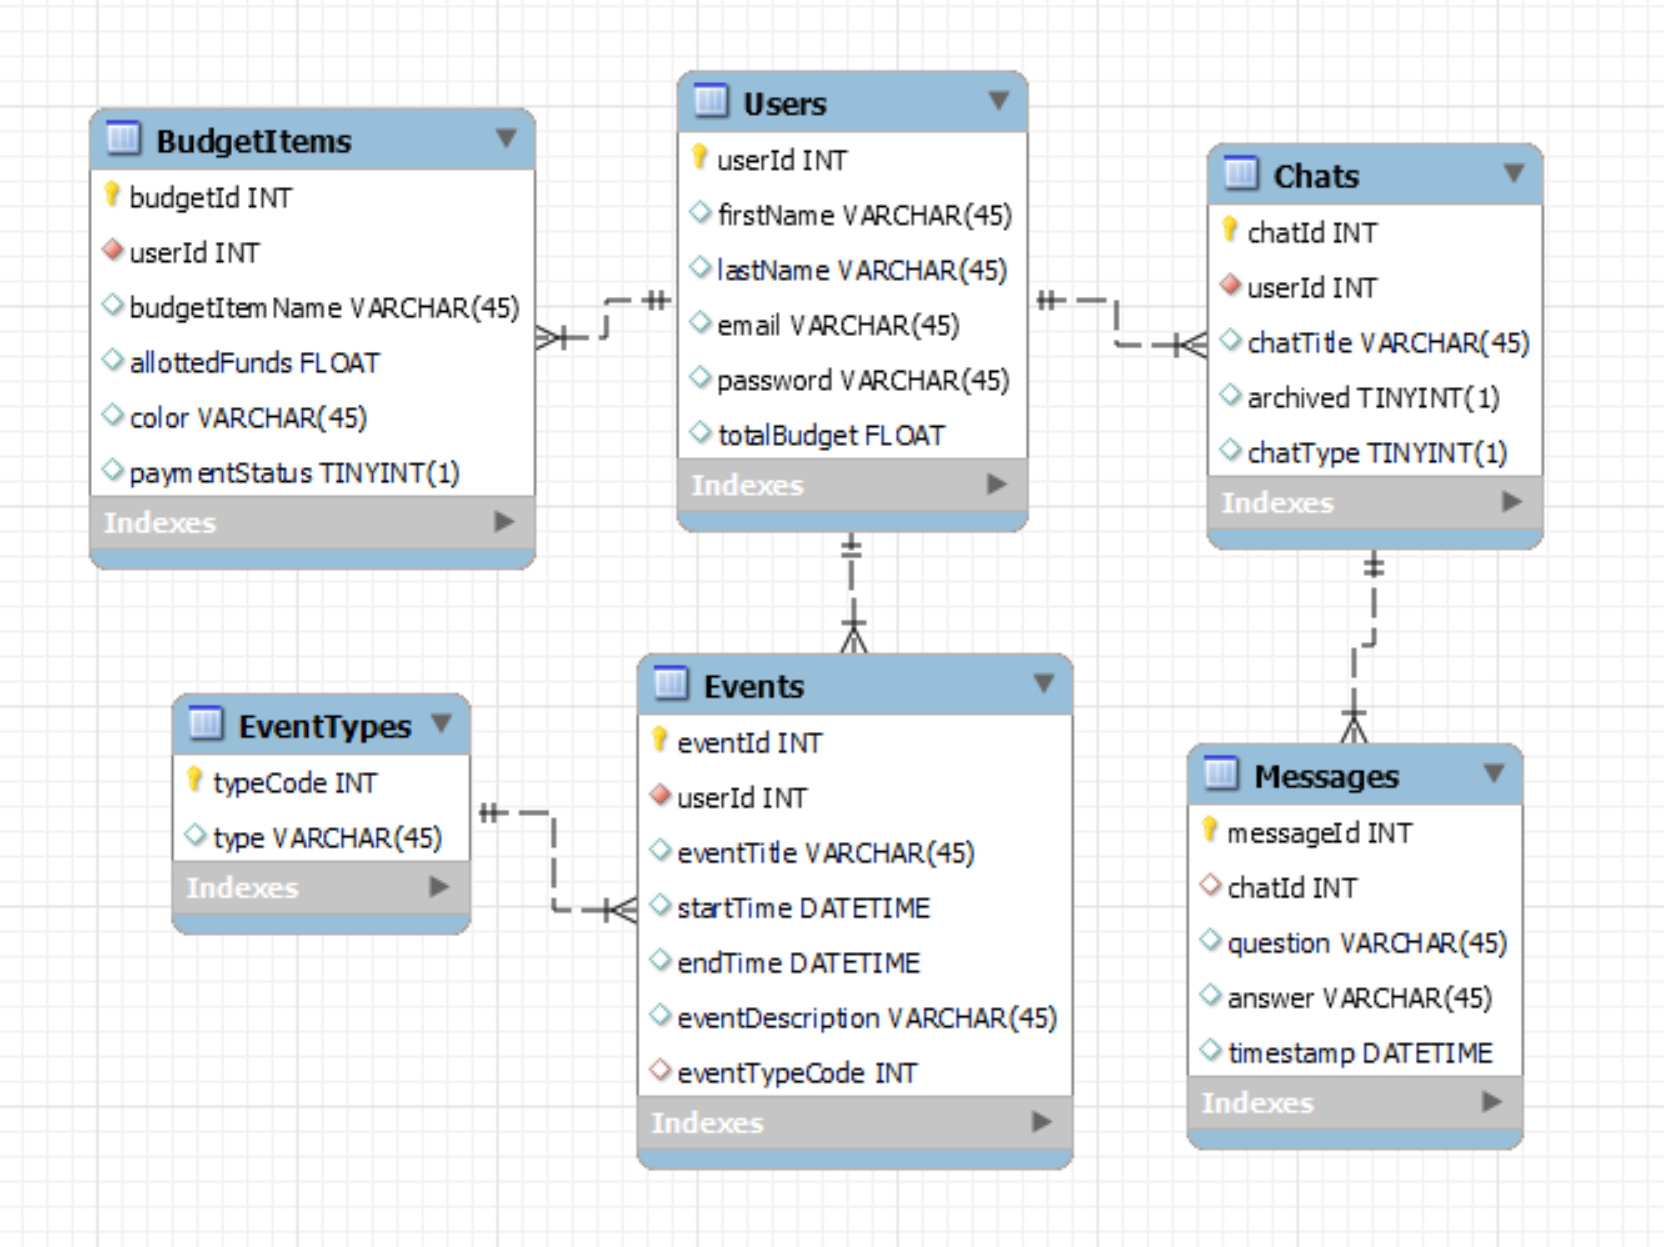 BudgetItems
budgetId INT
userId INT
budgetItemName VARCHAR(45)
allottedFunds FLOAT
color VARCHAR(45)
paymentStatus TINYINT(1)
Indexes
Users
userId INT
firstName VARCHAR(45)
lastName VARCHAR(45)
email VARCHAR(45)
password VARCHAR(45)
totalBudget FLOAT
Indexes
Chats
chatId INT
userId INT
chatTitle VARCHAR(45)
archived TINYINT(1)
chatType TINYINT(1)
Indexes
EventTypes
typeCode INT
type VARCHAR(45)
Indexes
Events
eventId INT
userId INT
eventTitle VARCHAR(45)
startTime DATETIME
endTime DATETIME
eventDescription VARCHAR(45)
eventTypeCode INT
Indexes
Messages
messageId INT
chatId INT
question VARCHAR(45)
answer VARCHAR(45)
timestamp DATETIME
Indexes